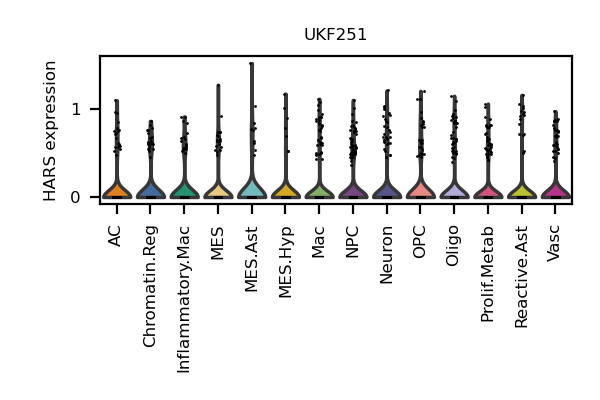 UKF251
HARS expression
1
0
AC
Chromatin.Reg
Inflammatory.Mac
MES
MES.Ast
MES.Hyp
Mac
NPC
Neuron
OPC
Oligo
Prolif.Metab
Reactive.Ast
Vasc